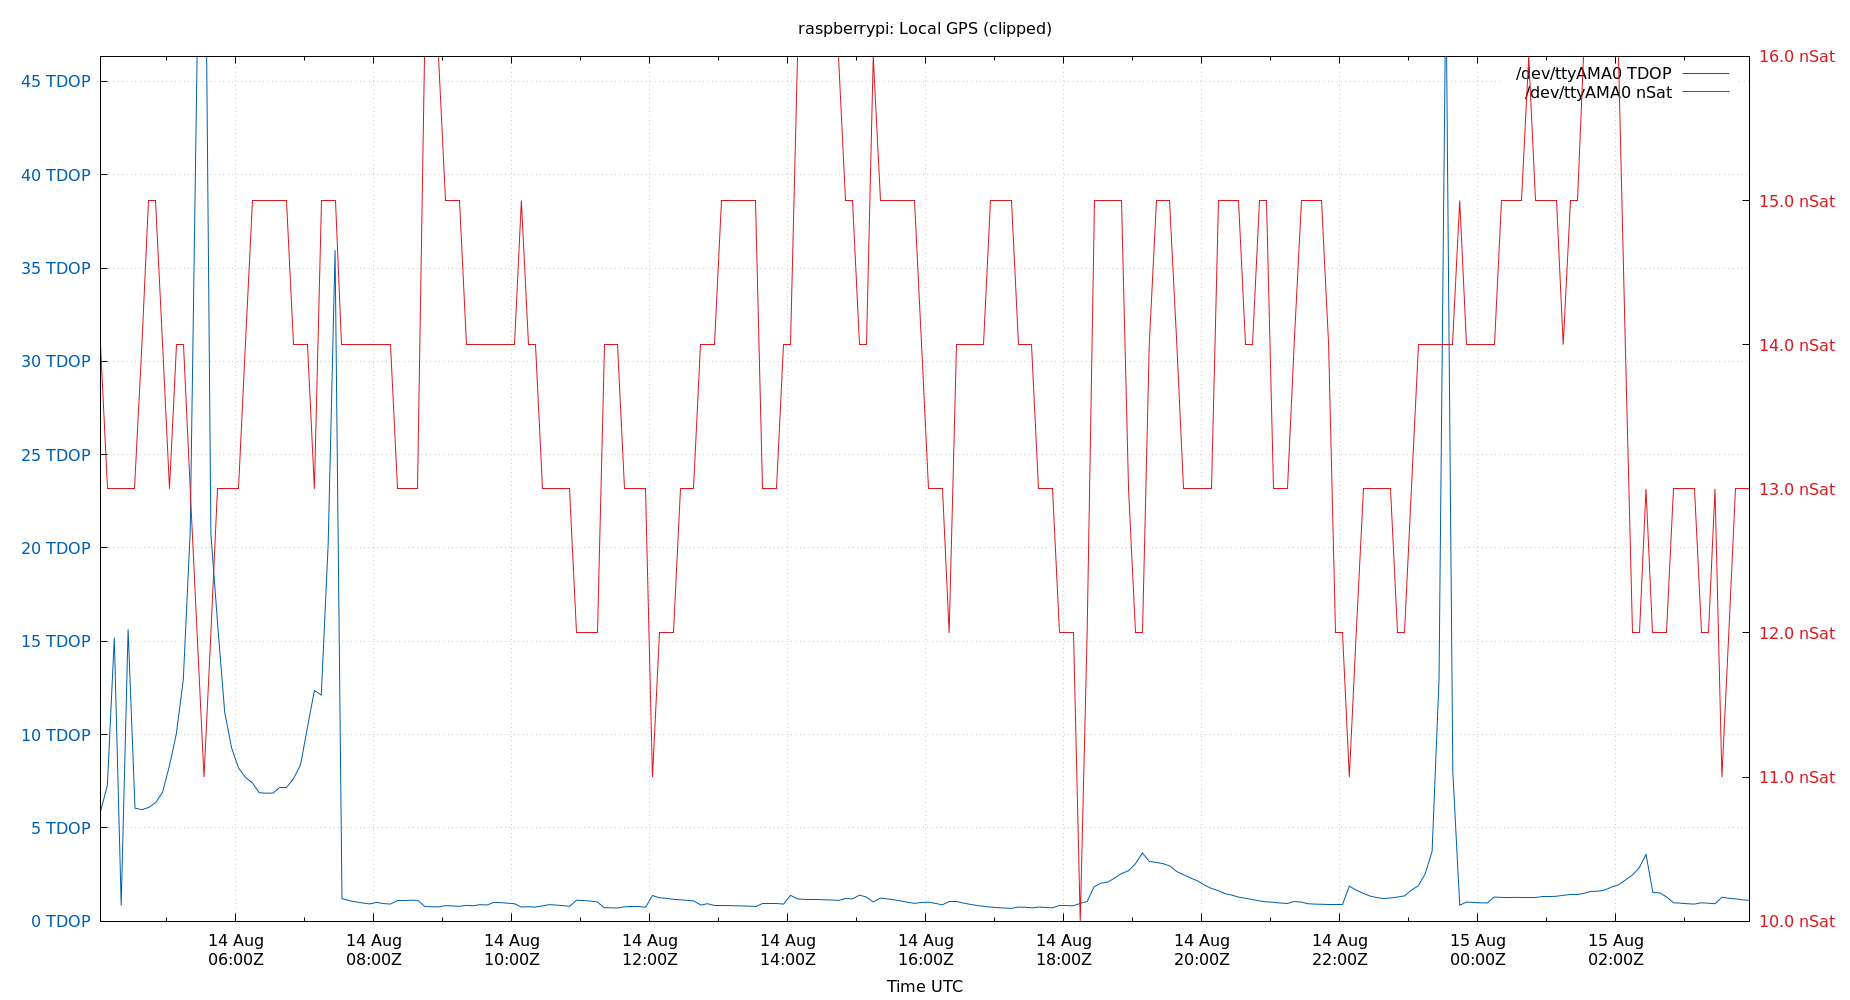 raspberrypi: Local GPS (clipped)
45 TDOP
40 TDOP
35 TDOP
30 TDOP
25 TDOP
20 TDOP
15 TDOP
10 TDOP
5 TDOP
0 TDOP
/dev/ttyAMA0 TDOP
/dev/ttyAMA0 nSat
16.0 nSat
15.0 nSat
14.0 nSat
13.0 nSat
12.0 nSat
11.0 nSat
10.0 nSat
14 Aug
06:00Z
14 Aug
08:00Z
14 Aug
10:00Z
14 Aug
12:00Z
14 Aug
14:00Z
14 Aug
16:00Z
14 Aug
18:00Z
14 Aug
20:00Z
14 Aug
22:00Z
15 Aug
00:00Z
15 Aug
02:00Z
Time UTC